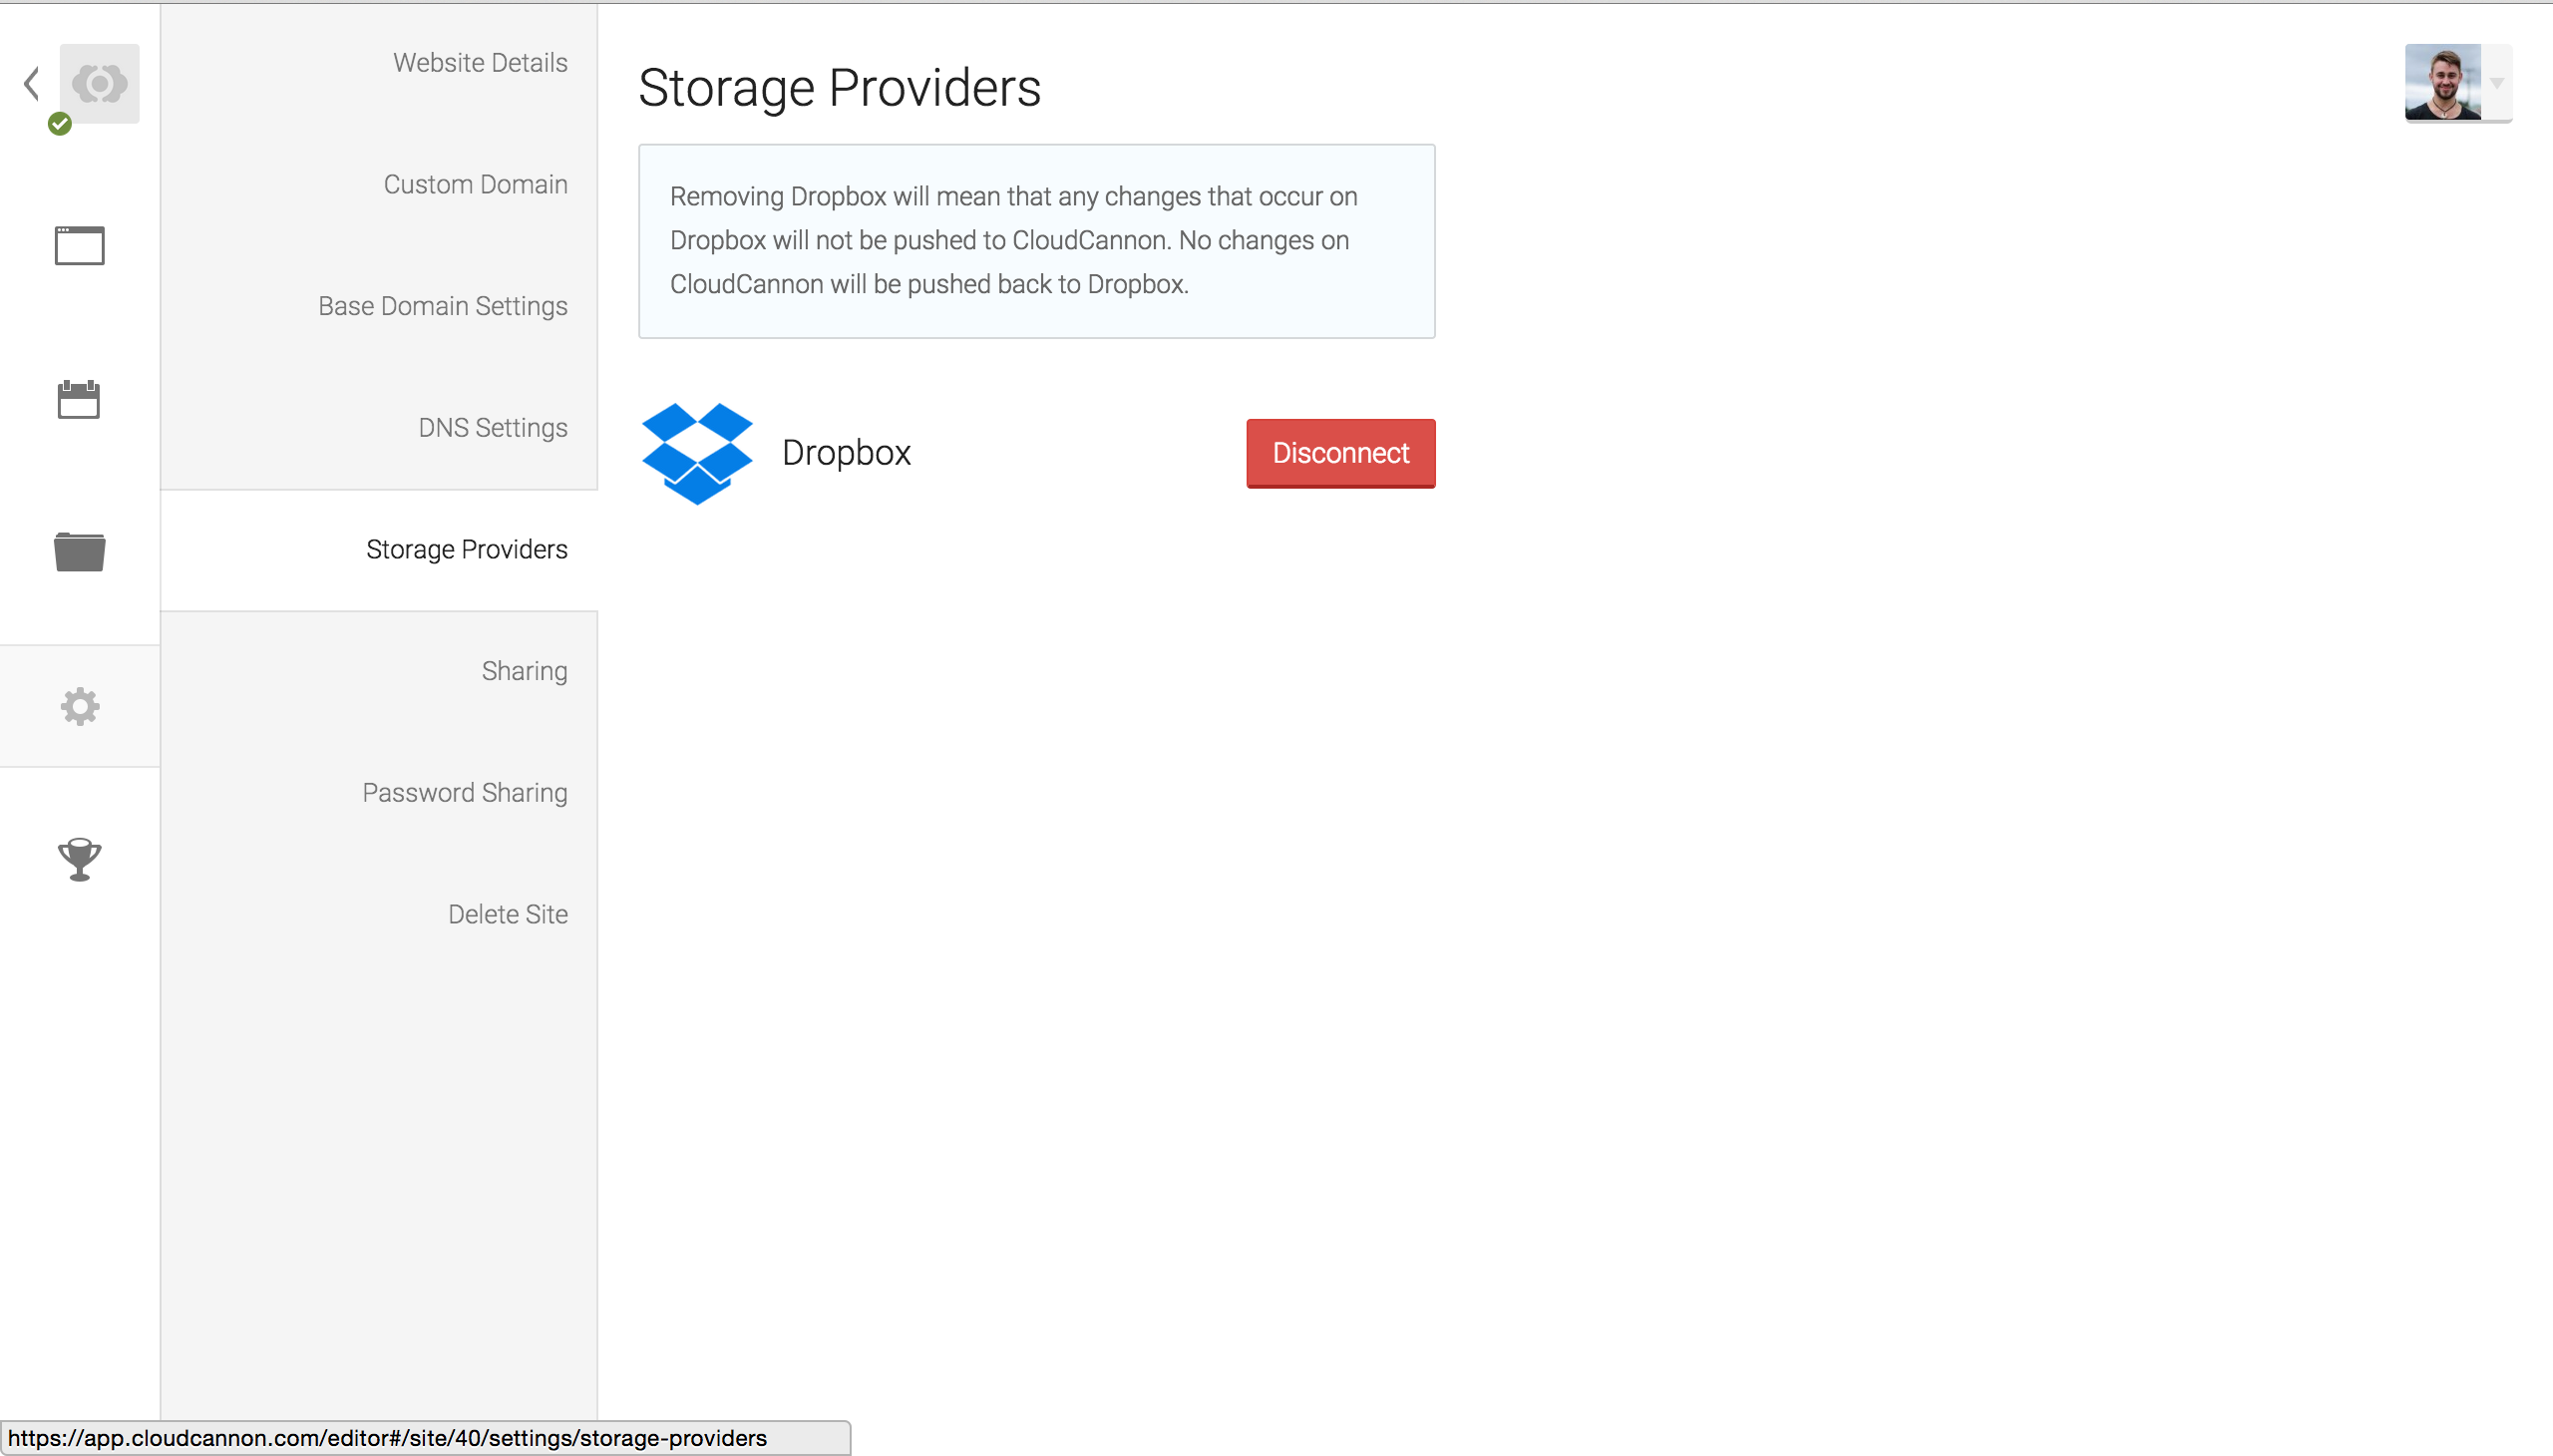 Website Details
Custom Domain
Base Domain Settings
DNS Settings
Storage Providers
Sharing
Password Sharing
Delete Site
Storage Providers
Removing Dropbox will mean that any changes that occur on
Dropbox will not be pushed to CloudCannon. No changes on
CloudCannon will be pushed back to Dropbox.
Dropbox
Disconnect
https://app.cloudcannon.com/editor#/site/40/settings/storage-providers